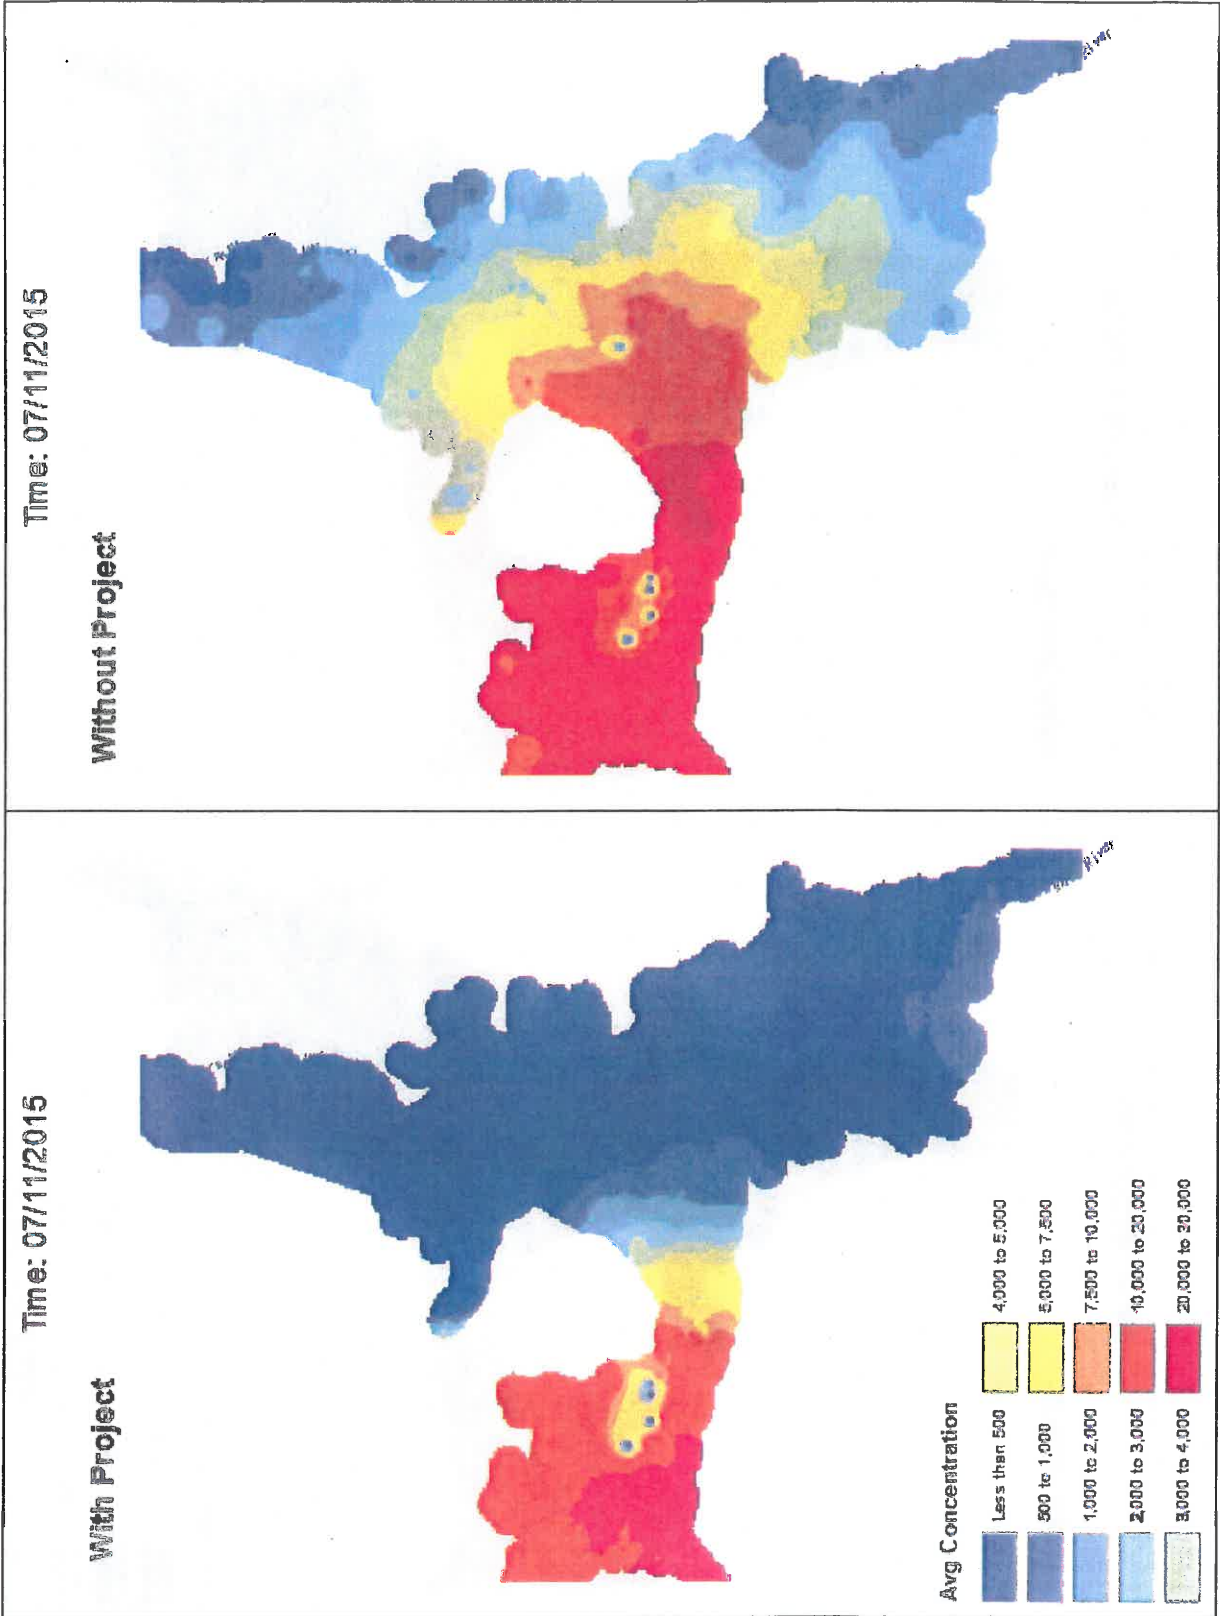 Time: 07/11/2015
With Project
River
Avg Concentration
Less than 500
500 to 1,000
1,000 to 2,000
2,000 to 3,000
3,000 to 4,000
4,000 to 5,000
5,000 to 7,500
7,500 to 10,000
10,000 to 20,000
20,000 to 30,000
Time: 07/11/2015
Without Project
River